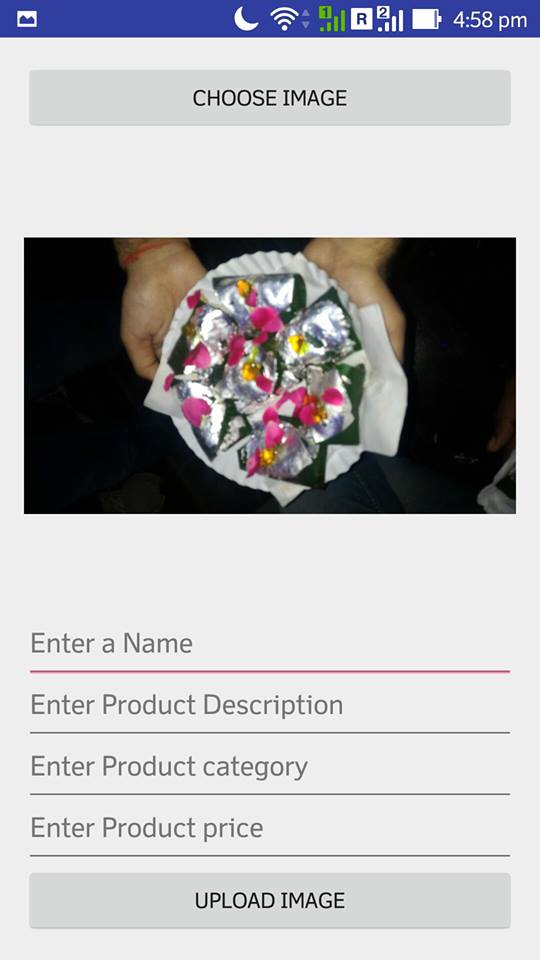 1 R 2 4:58 pm
CHOOSE IMAGE
Enter a Name
Enter Product Description
Enter Product category
Enter Product price
UPLOAD IMAGE